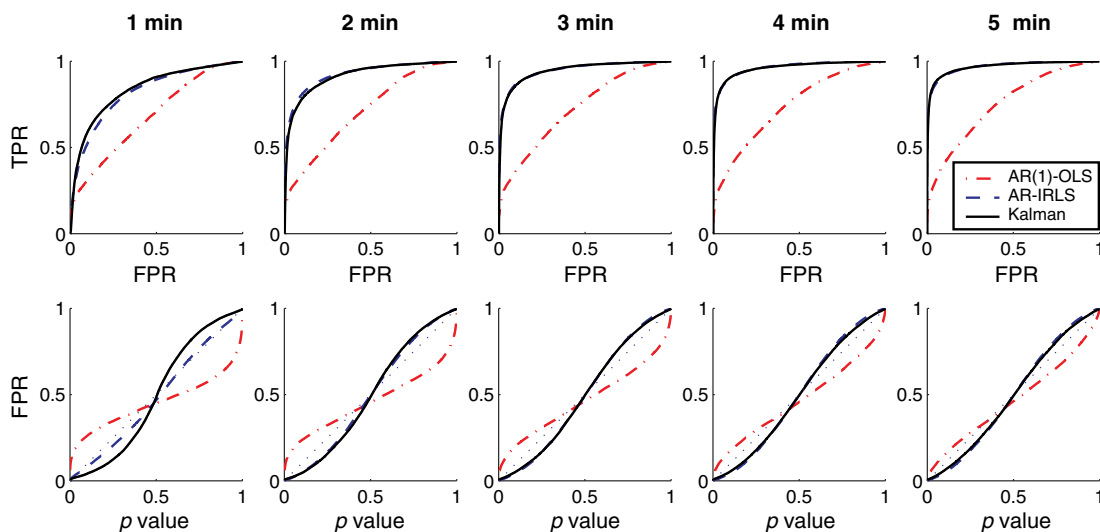 1 min 2 min 3 min 4 min 5 min
1 1 1 1 1
TPR 0.5 0.5 0.5 0.5 0.5
AR(1)-OLS
AR-IRLS
Kalman
0 0 0 0 0
0 0.5 1 0 0.5 1 0 0.5 1 0 0.5 1 0 0.5 1
FPR FPR FPR FPR FPR
1 1 1 1 1
FPR 0.5 0.5 0.5 0.5 0.5
0 0 0 0 0
0 0.5 1 0 0.5 1 0 0.5 1 0 0.5 1 0 0.5 1
p value p value p value p value p value